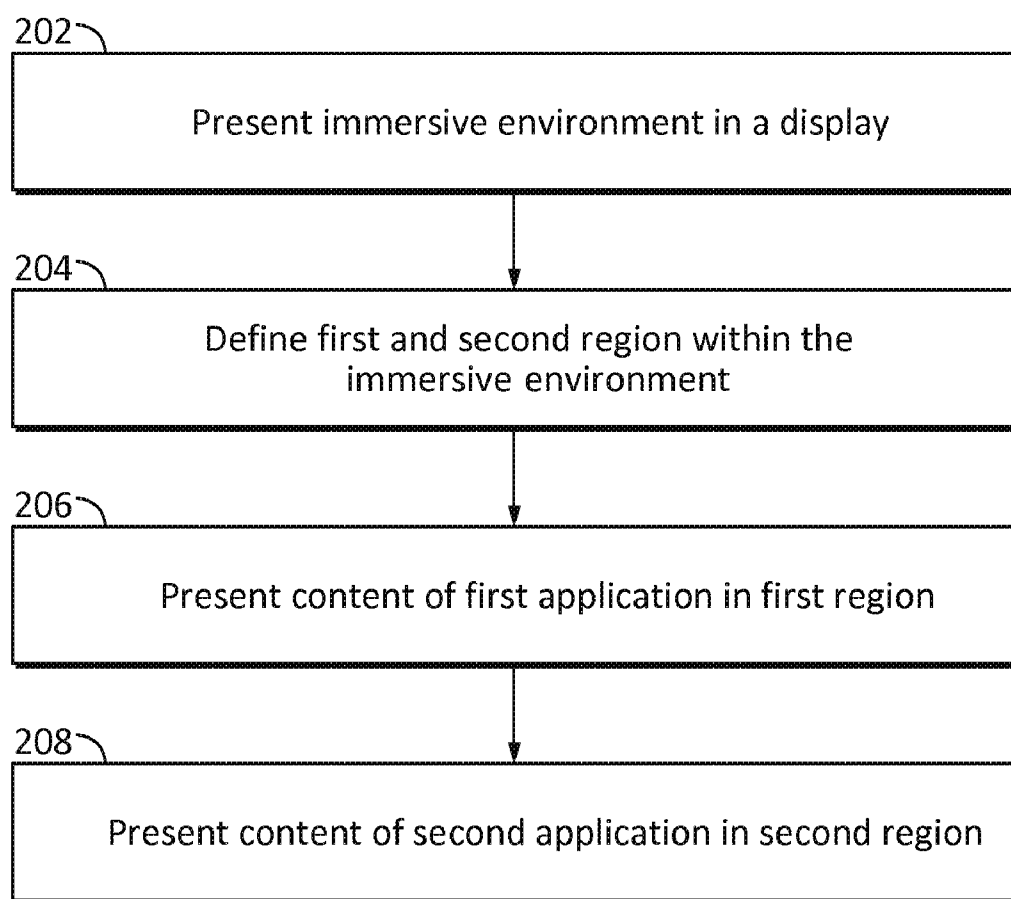 202
Present immersive environment in a display
204
Define first and second region within the
immersive environment
206
Present content of first application in first region
208
Present content of second application in second region